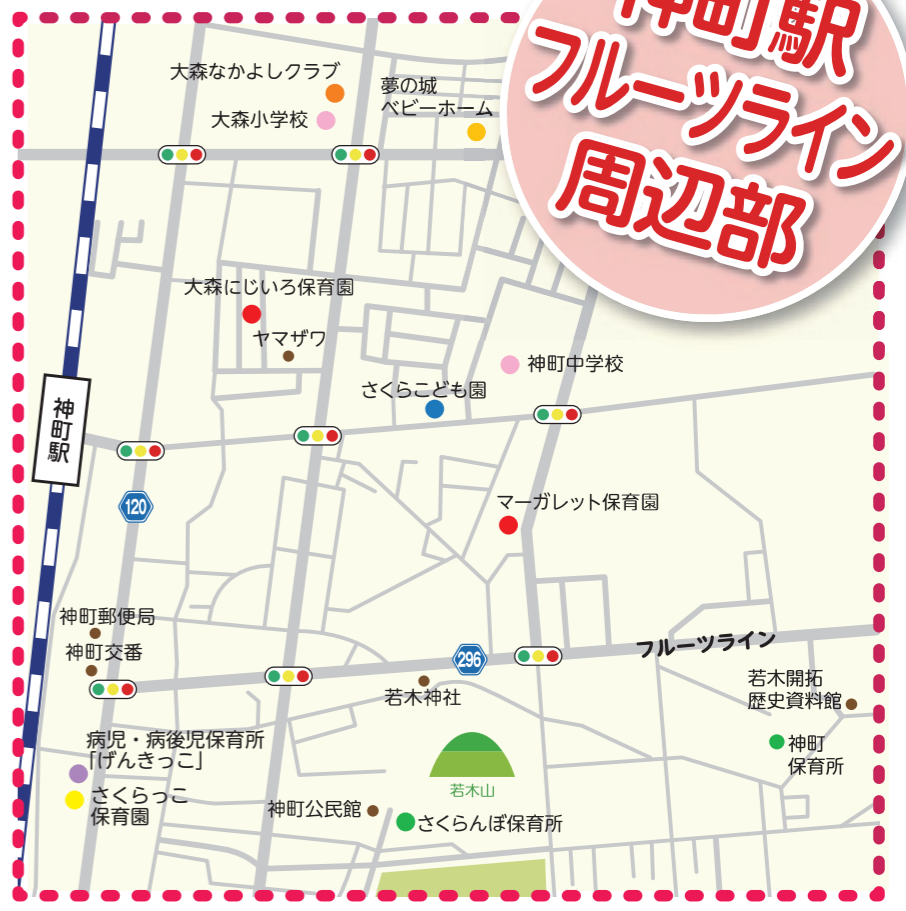 神町駅
フルーツライン
周辺部
大森なかよしクラブ
大森小学校
夢の城
ベビーホーム
大森にじいろ保育園
ヤマザワ
神町中学校
さくらこども園
神町駅
120
マーガレット保育園
神町郵便局
神町交番
296
フルーツライン
若木神社
若木開拓
歴史資料館
神町
保育所
病児・病後児保育所
「げんきっこ」
さくらっこ
保育園
若木山
神町公民館
さくらんぼ保育所